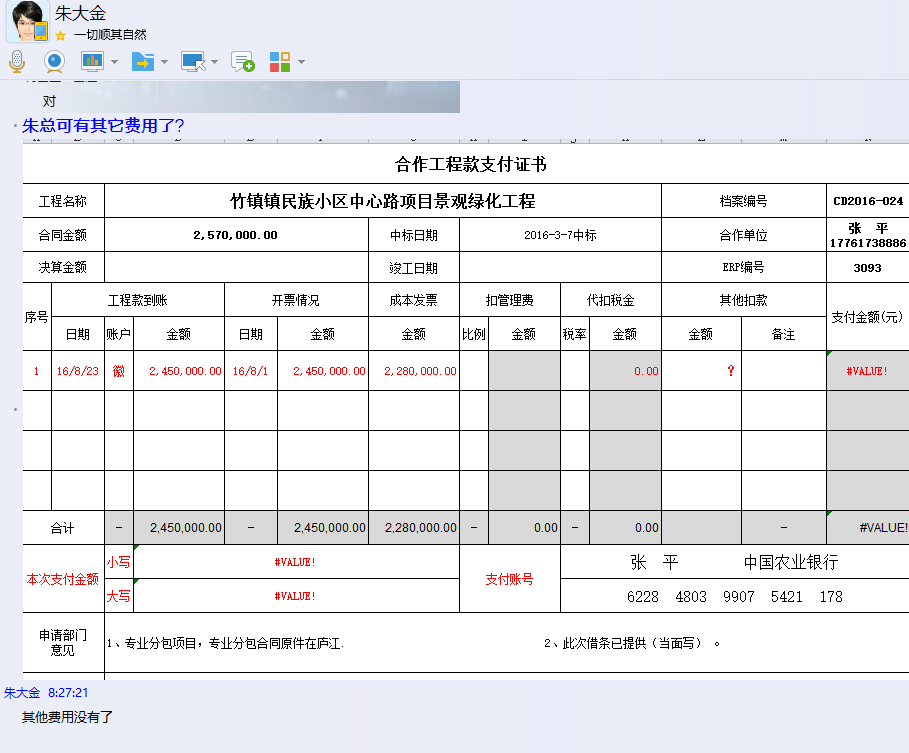 朱大金
一切顺其自然
对
朱总可有其它费用了?
合作工程款支付证书
工程名称 竹镇镇民族小区中心路项目景观绿化工程 档案编号 CD2016-024
合同金额 2,570,000.00 中标日期 2016-3-7中标 合作单位 张 平 17761738886
决算金额 竣工日期 ERP编号 3093
序号 工程款到账 开票情况 成本发票 扣管理费 代扣税金 其他扣款 支付金额(元)
日期 账户 金额 日期 金额 金额 比例 金额 税率 金额 金额 备注
1 16/8/23 徽 2,450,000.00 16/8/1 2,450,000.00 2,280,000.00 0.00 ? #VALUE!
合计 - 2,450,000.00 - 2,450,000.00 2,280,000.00 - 0.00 - 0.00 - #VALUE!
本次支付金额 小写 #VALUE! 支付账号 张 平 中国农业银行
大写 #VALUE! 6228 4803 9907 5421 178
申请部门意见 1、专业分包项目，专业分包合同原件在庐江. 2、此次借条已提供（当面写）。
朱大金 8:27:21
其他费用没有了